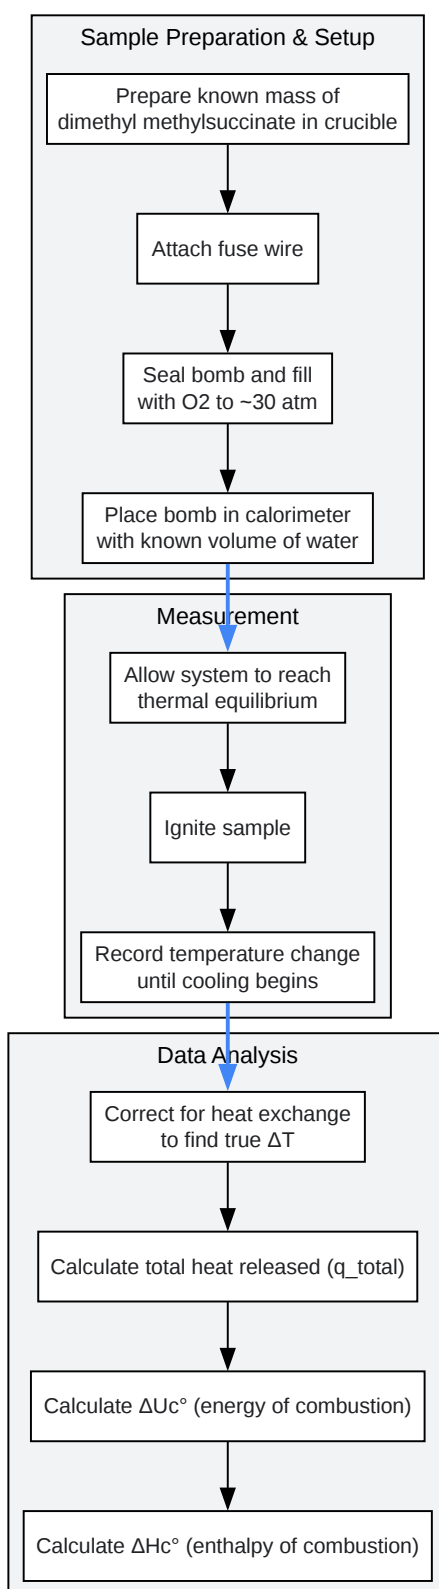 Sample Preparation & Setup
Prepare known mass of
dimethyl methylsuccinate in crucible
Attach fuse wire
Seal bomb and fill
with O2 to ~30 atm
Place bomb in calorimeter
with known volume of water
Measurement
Allow system to reach
thermal equilibrium
Ignite sample
Record temperature change
until cooling begins
Data Analysis
Correct for heat exchange
to find true ΔT
Calculate total heat released (q_total)
Calculate ΔUc° (energy of combustion)
Calculate ΔHc° (enthalpy of combustion)